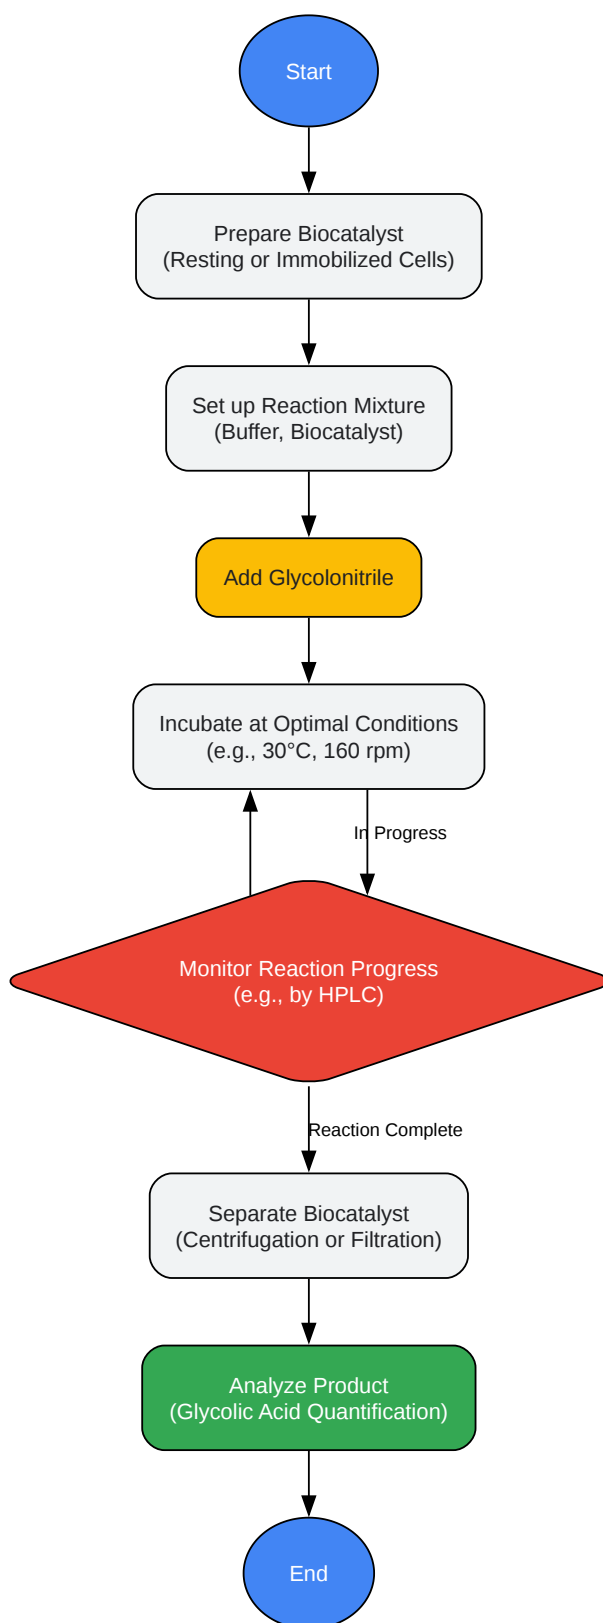 Start
Prepare Biocatalyst
(Resting or Immobilized Cells)
Set up Reaction Mixture
(Buffer, Biocatalyst)
Add Glycolonitrile
Incubate at Optimal Conditions
(e.g., 30°C, 160 rpm)
In Progress
Monitor Reaction Progress
(e.g., by HPLC)
Reaction Complete
Separate Biocatalyst
(Centrifugation or Filtration)
Analyze Product
(Glycolic Acid Quantification)
End